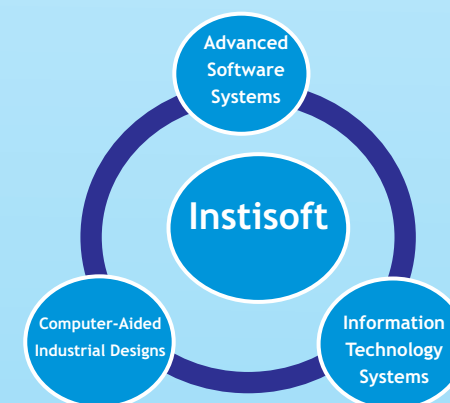 Advanced
Software
Systems
Instisoft
Computer-Aided
Industrial Designs
Information
Technology
Systems